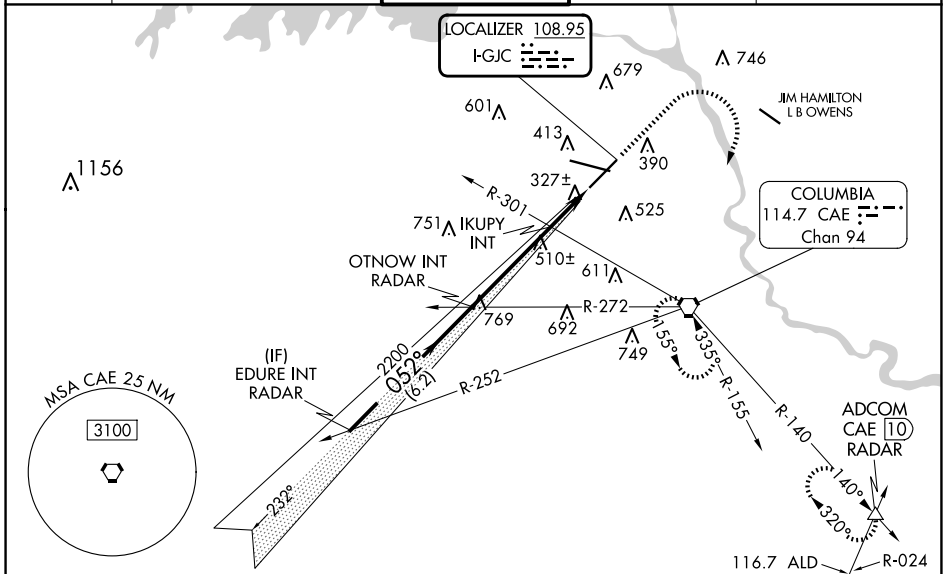 LOCALIZER 108.95
I-GJC
746
679
601
JIM HAMILTON
L B OWENS
413
390
1156
327±
R-301
COLUMBIA
114.7 CAE
Chan 94
525
751
IKUPY
INT
510±
OTNOW INT
RADAR
611
R-272
769
692
749
155°
335°
2200
052°
(6.2)
(IF)
EDURE INT
RADAR
R-252
R-155
R-140
MSA CAE 25 NM
3100
ADCOM
CAE 10
RADAR
140°
320°
232°
116.7 ALD
R-024